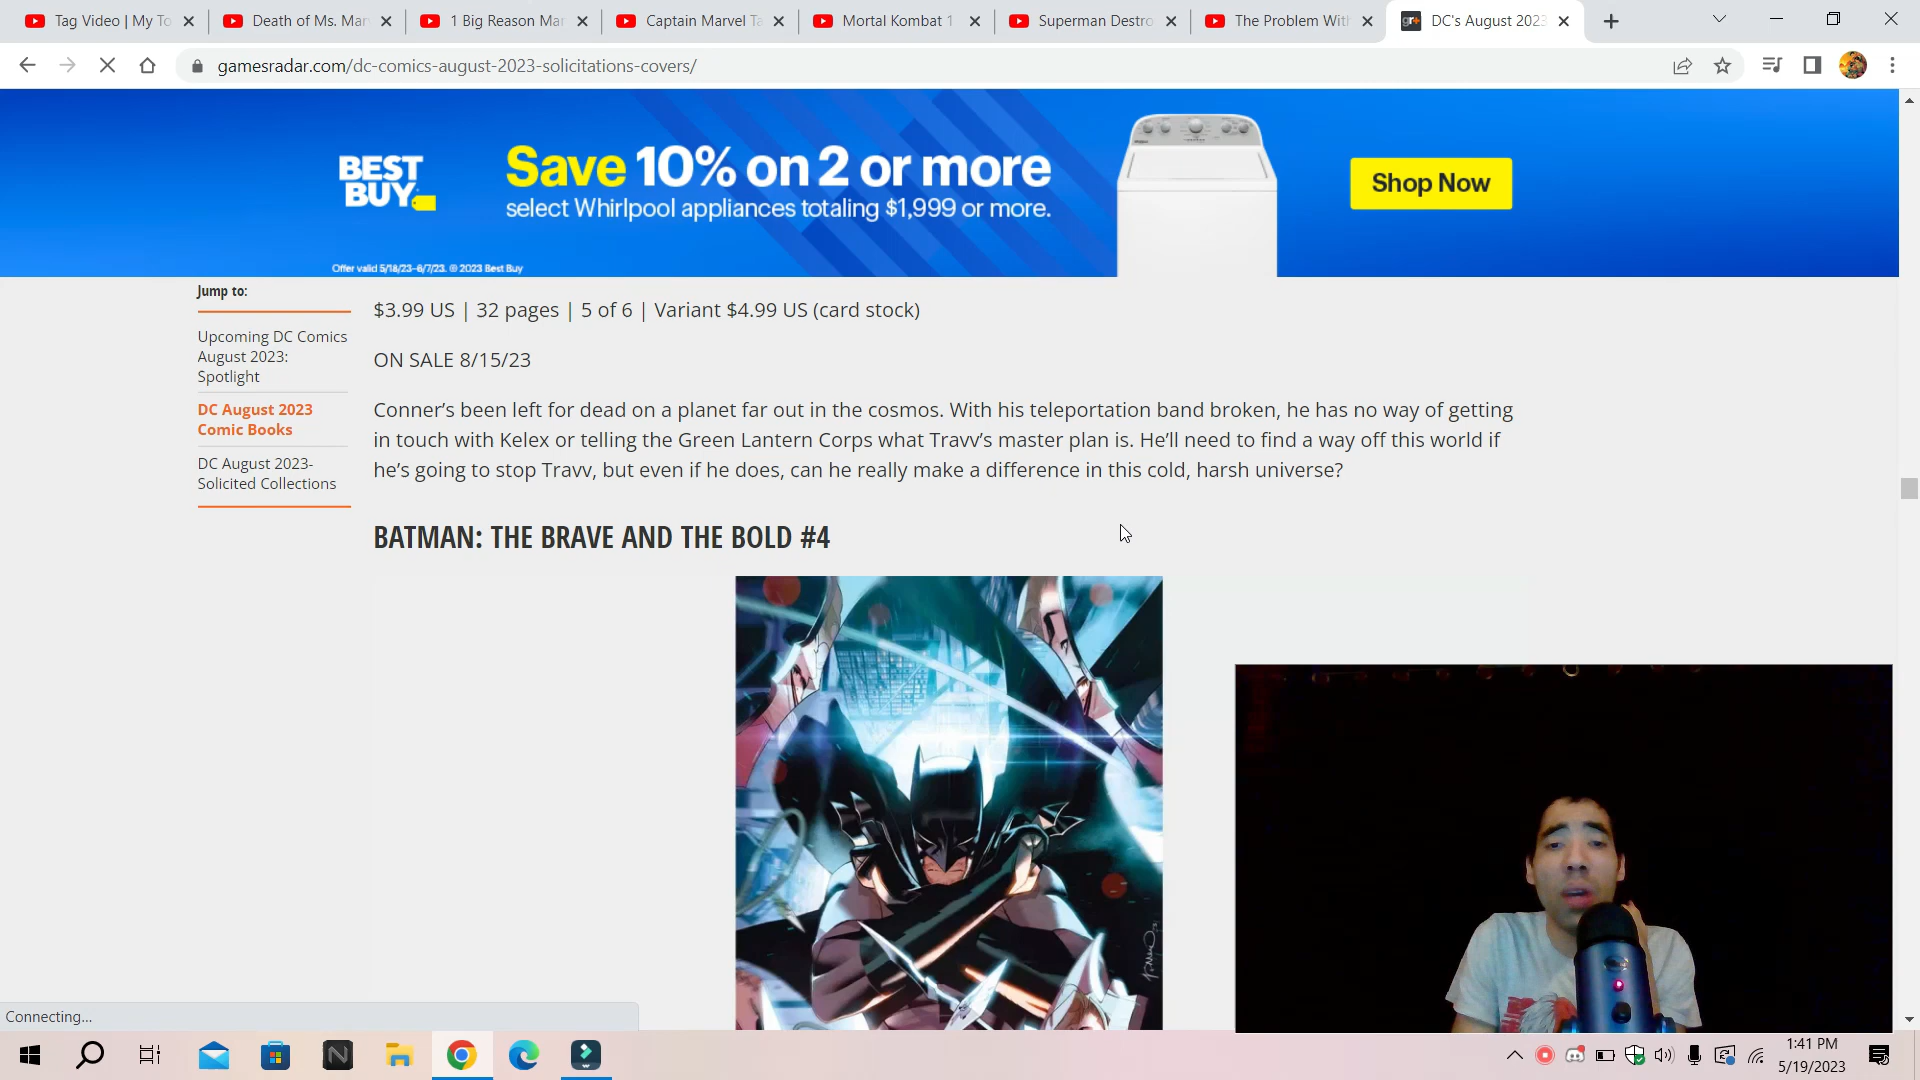 Tag Video | My To
Death of Ms. Mar
1 Big Reason Mar
Captain Marvel Ta
Mortal Kombat 1
Superman Destro
The Problem With
DC's August 2023
gamesradar.com/dc-comics-august-2023-solicitations-covers/
BEST BUY
Save 10% on 2 or more
select Whirlpool appliances totaling $1,999 or more.
Shop Now
Offer valid 5/18/23–6/7/23. © 2023 Best Buy
Jump to:
Upcoming DC Comics
August 2023:
Spotlight
DC August 2023
Comic Books
DC August 2023-
Solicited Collections
$3.99 US | 32 pages | 5 of 6 | Variant $4.99 US (card stock)
ON SALE 8/15/23
Conner’s been left for dead on a planet far out in the cosmos. With his teleportation band broken, he has no way of getting
in touch with Kelex or telling the Green Lantern Corps what Travv’s master plan is. He’ll need to find a way off this world if
he’s going to stop Travv, but even if he does, can he really make a difference in this cold, harsh universe?
BATMAN: THE BRAVE AND THE BOLD #4
Connecting...
1:41 PM
5/19/2023